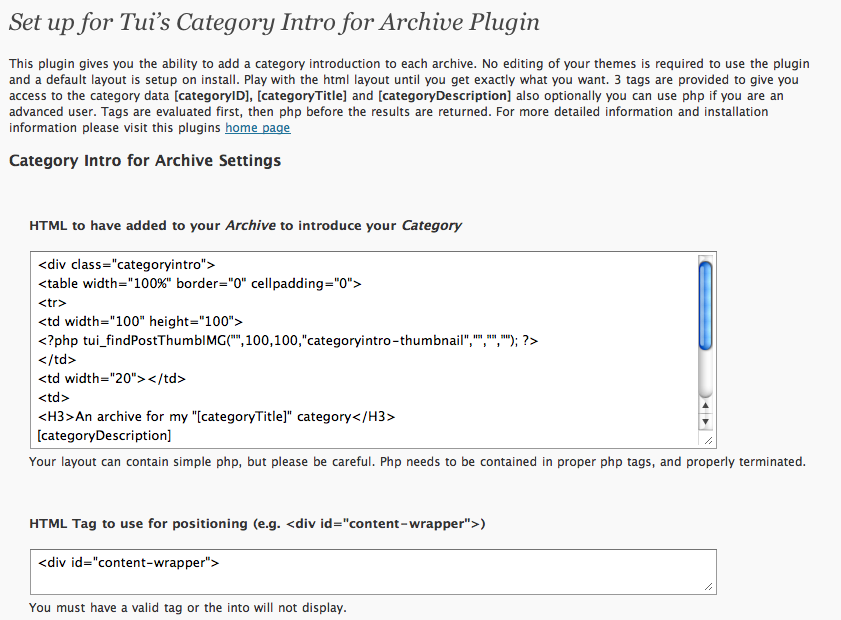 Set up for Tui’s Category Intro for Archive Plugin
This plugin gives you the ability to add a category introduction to each archive. No editing of your themes is required to use the plugin
and a default layout is setup on install. Play with the html layout until you get exactly what you want. 3 tags are provided to give you
access to the category data [categoryID], [categoryTitle] and [categoryDescription] also optionally you can use php if you are an
advanced user. Tags are evaluated first, then php before the results are returned. For more detailed information and installation
information please visit this plugins home page
Category Intro for Archive Settings
HTML to have added to your Archive to introduce your Category
<div class="categoryintro">
<table width="100%" border="0" cellpadding="0">
<tr>
<td width="100" height="100">
<?php tui_findPostThumbIMG("",100,100,"categoryintro-thumbnail","","",""); ?>
</td>
<td width="20"></td>
<td>
<H3>An archive for my "[categoryTitle]" category</H3>
[categoryDescription]
Your layout can contain simple php, but please be careful. Php needs to be contained in proper php tags, and properly terminated.
HTML Tag to use for positioning (e.g. <div id="content-wrapper">)
<div id="content-wrapper">
You must have a valid tag or the into will not display.